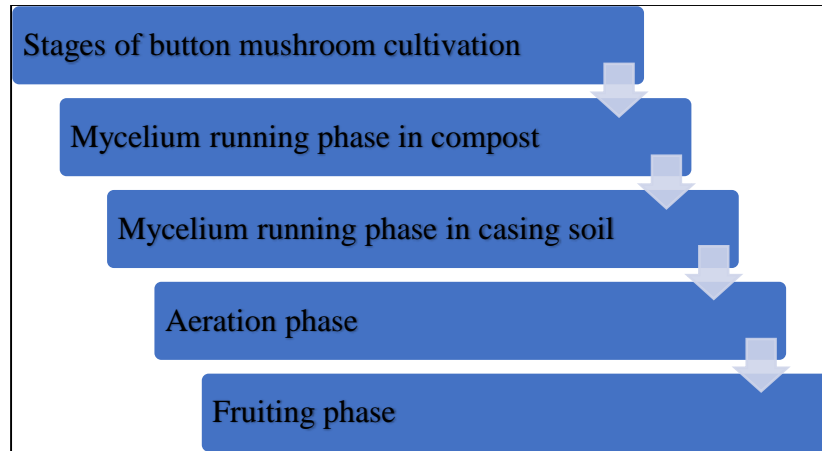 Stages of button mushroom cultivation
Mycelium running phase in compost
Mycelium running phase in casing soil
Aeration phase
Fruiting phase